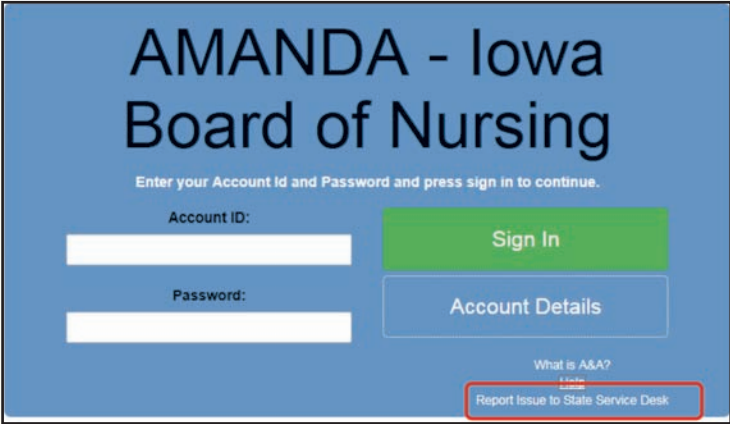 AMANDA - Iowa
Board of Nursing
Enter your Account Id and Password and press sign in to continue.
Account ID:
Sign In
Password:
Account Details
What is A&A?
Help
Report Issue to State Service Desk